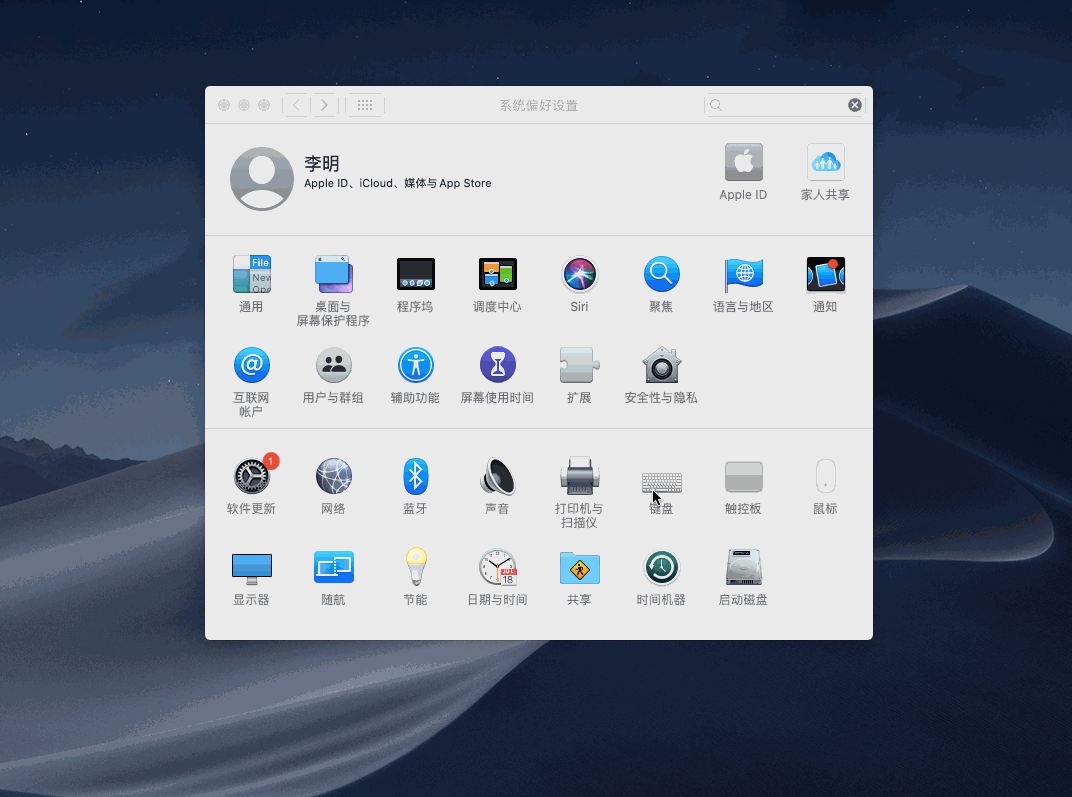 系统偏好设置
李明
Apple ID、iCloud、媒体与 App Store
Apple ID
家人共享
File
New
Ope
通用
桌面与
屏幕保护程序
程序坞
调度中心
Siri
聚焦
语言与地区
通知
@
互联网
帐户
用户与群组
辅助功能
屏幕使用时间
扩展
安全性与隐私
1
软件更新
网络
蓝牙
声音
打印机与
扫描仪
键盘
触控板
鼠标
显示器
随航
节能
JUL
18
日期与时间
共享
时间机器
启动磁盘